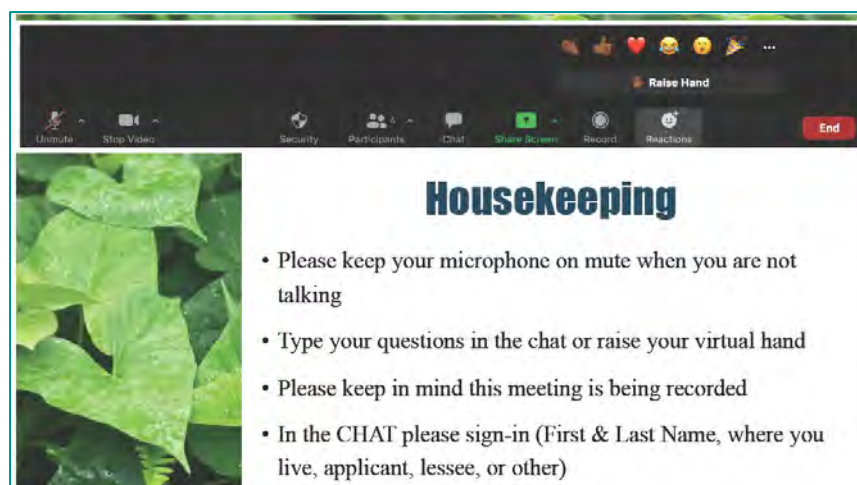 Raise Hand
Unmute Stop Video Security Participants Chat Share Screen Record Reactions End
Housekeeping
• Please keep your microphone on mute when you are not
talking
• Type your questions in the chat or raise your virtual hand
• Please keep in mind this meeting is being recorded
• In the CHAT please sign-in (First & Last Name, where you
live, applicant, lessee, or other)